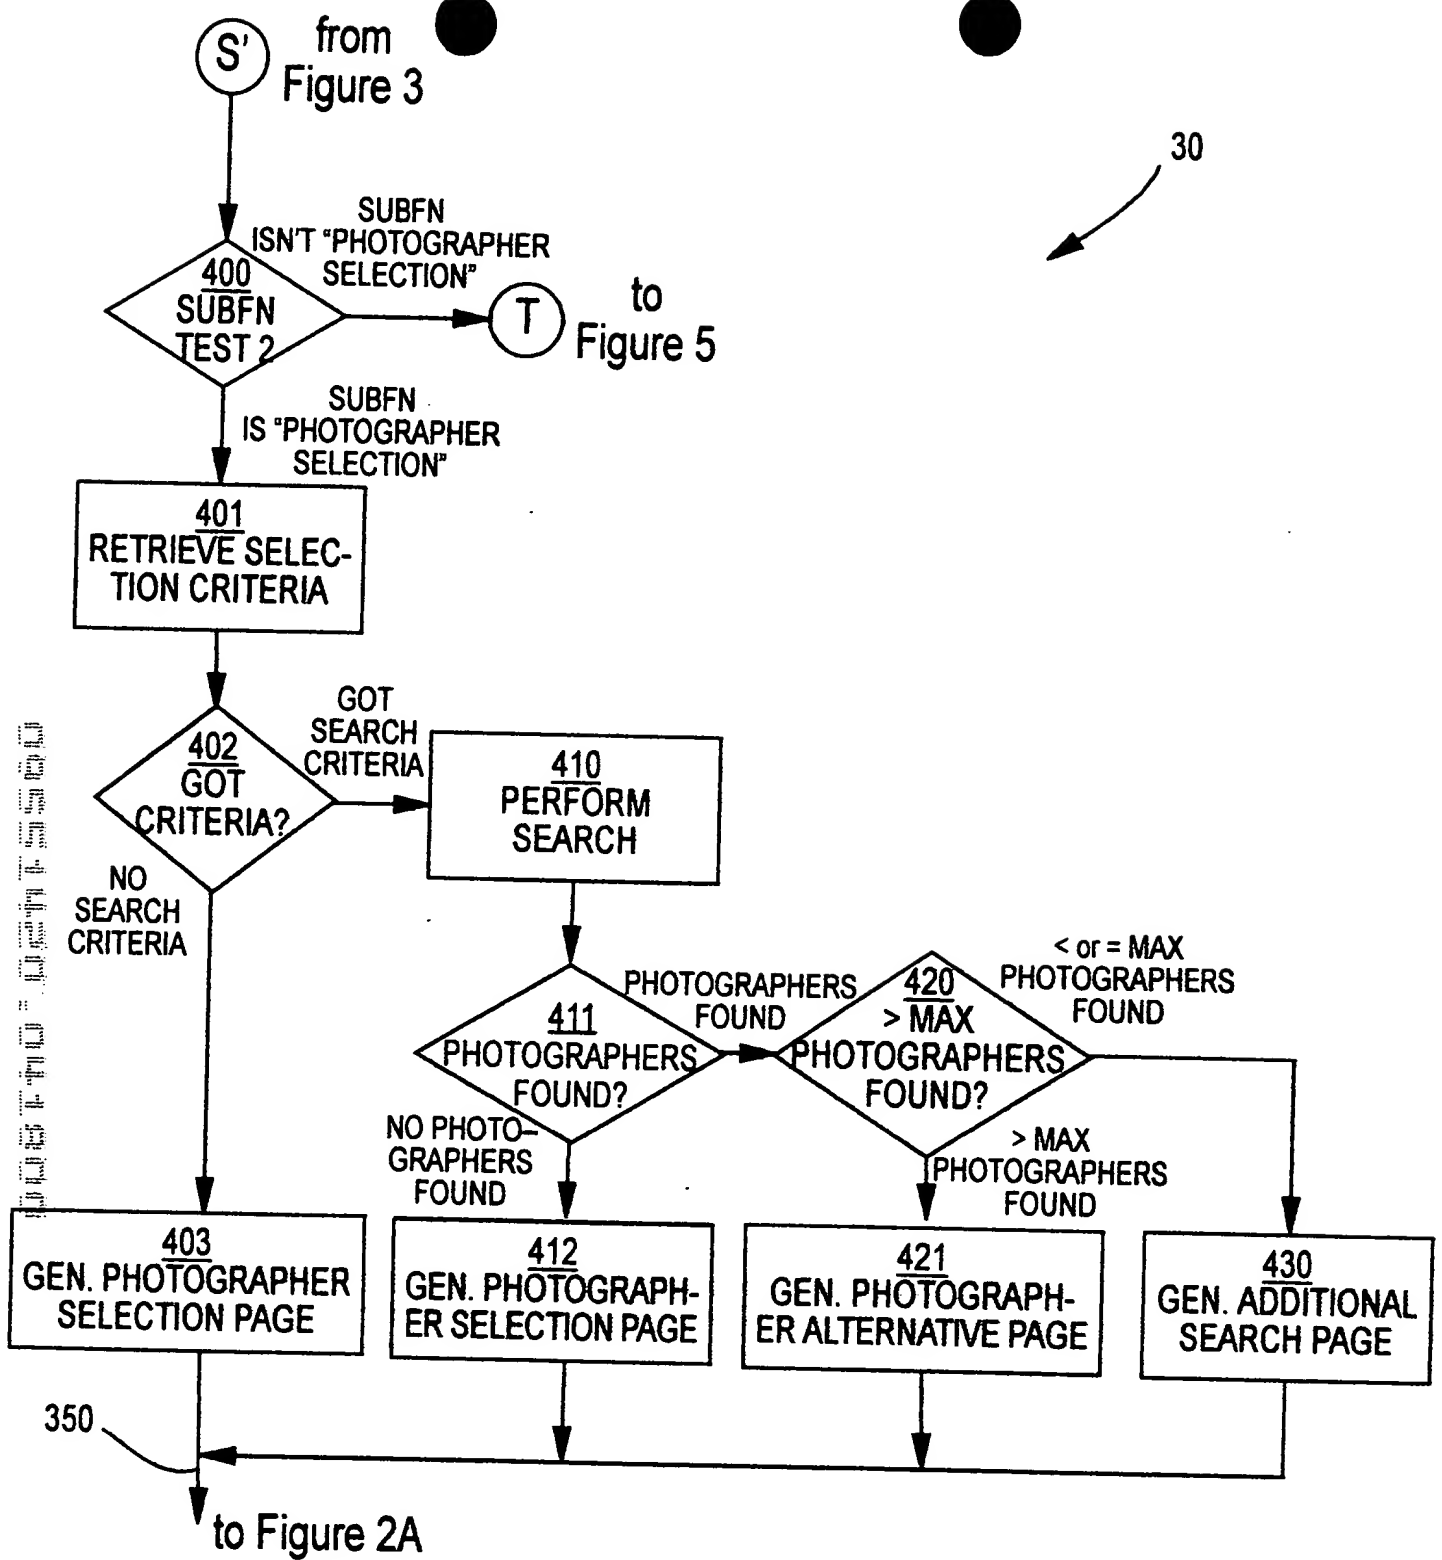 S'
from
Figure 3
30
SUBFN
ISN'T "PHOTOGRAPHER
SELECTION"
400
SUBFN
TEST 2
T
to
Figure 5
SUBFN
IS "PHOTOGRAPHER
SELECTION"
401
RETRIEVE SELEC-
TION CRITERIA
402
GOT
CRITERIA?
GOT
SEARCH
CRITERIA
410
PERFORM
SEARCH
NO
SEARCH
CRITERIA
411
PHOTOGRAPHERS
FOUND?
PHOTOGRAPHERS
FOUND
420
> MAX
PHOTOGRAPHERS
FOUND?
< or = MAX
PHOTOGRAPHERS
FOUND
NO PHOTO-
GRAPHERS
FOUND
> MAX
PHOTOGRAPHERS
FOUND
403
GEN. PHOTOGRAPHER
SELECTION PAGE
412
GEN. PHOTOGRAPH-
ER SELECTION PAGE
421
GEN. PHOTOGRAPH-
ER ALTERNATIVE PAGE
430
GEN. ADDITIONAL
SEARCH PAGE
350
to Figure 2A